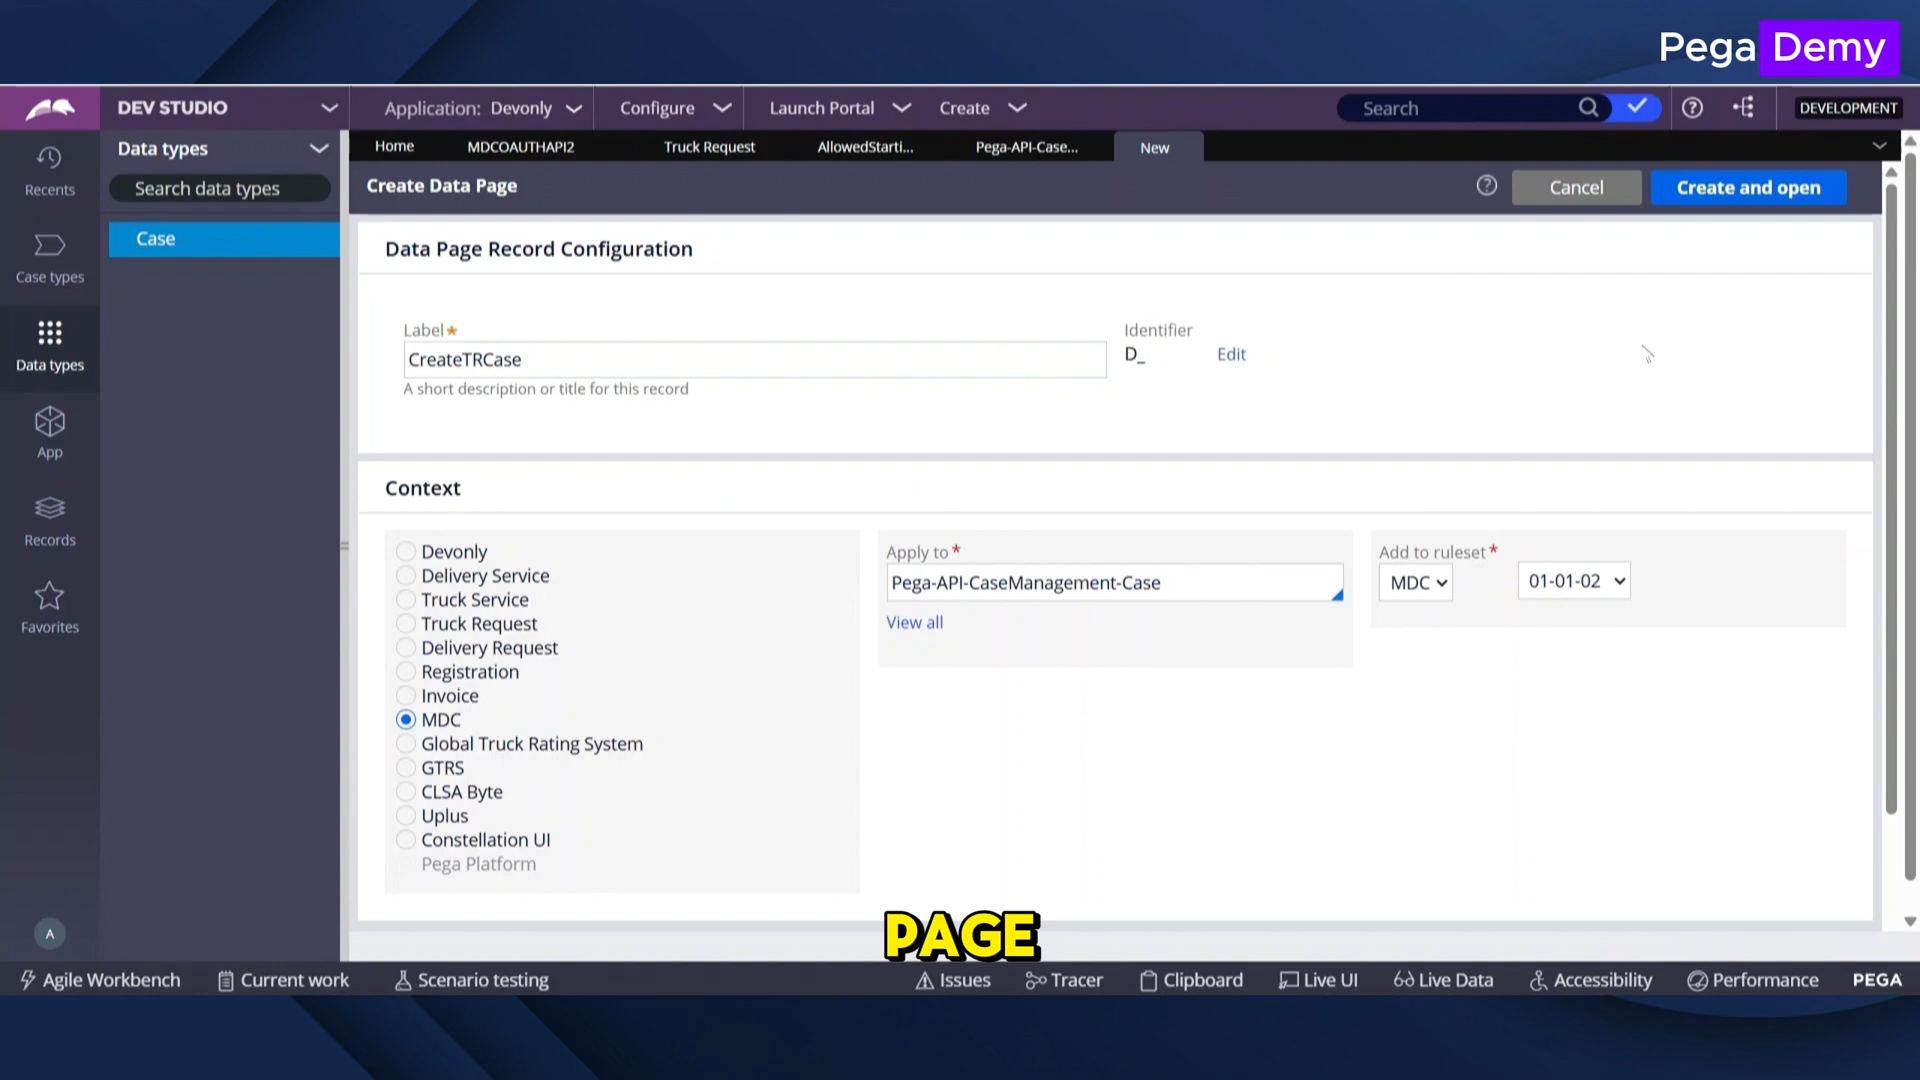 Pega Demy
DEV STUDIO
Application: Devonly
Configure
Launch Portal
Create
Search
DEVELOPMENT
Recents
Case types
Data types
App
Records
Favorites
A
Data types
Search data types
Case
Home
MDCOAUTHAPI2
Truck Request
AllowedStarti...
Pega-API-Case...
New
Create Data Page
Cancel
Create and open
Data Page Record Configuration
Label*
CreateTRCase
A short description or title for this record
Identifier
D_ Edit
Context
Devonly
Delivery Service
Truck Service
Truck Request
Delivery Request
Registration
Invoice
MDC
Global Truck Rating System
GTRS
CLSA Byte
Uplus
Constellation UI
Pega Platform
Apply to *
Pega-API-CaseManagement-Case
View all
Add to ruleset *
MDC 01-01-02
PAGE
Agile Workbench
Current work
Scenario testing
Issues
Tracer
Clipboard
Live UI
Live Data
Accessibility
Performance
PEGA